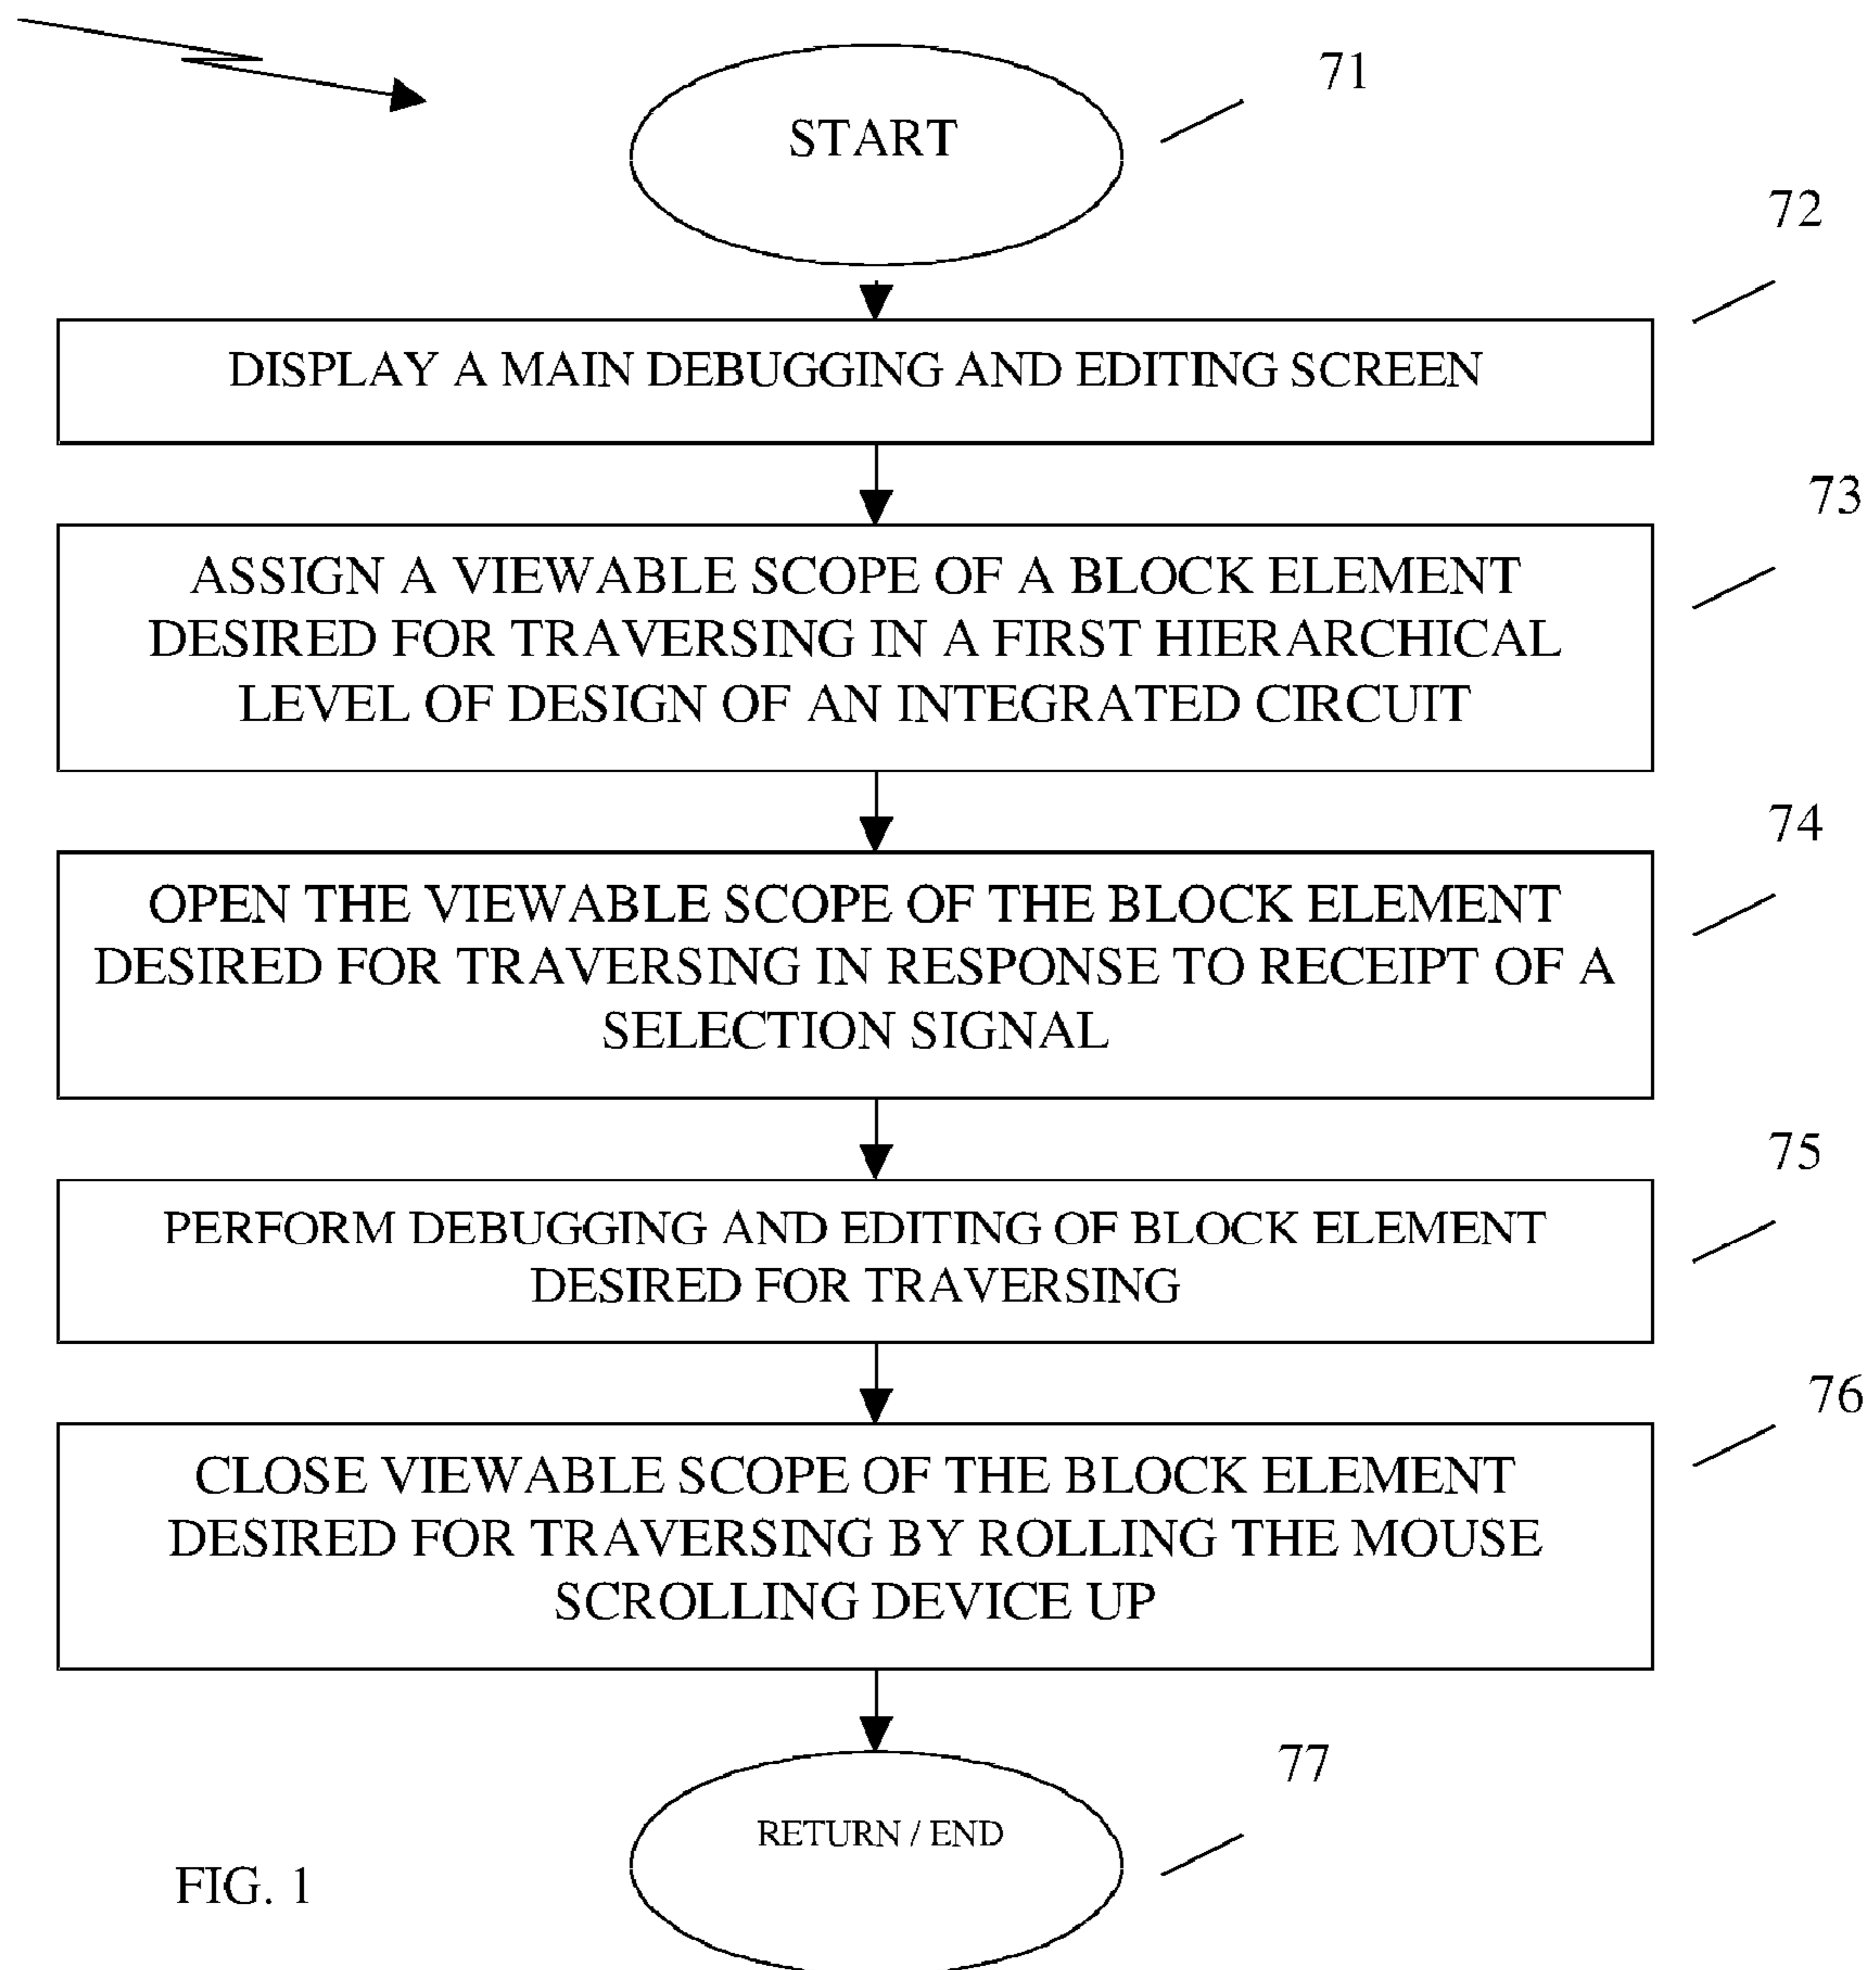 71
START
72
DISPLAY A MAIN DEBUGGING AND EDITING SCREEN
73
ASSIGN A VIEWABLE SCOPE OF A BLOCK ELEMENT
DESIRED FOR TRAVERSING IN A FIRST HIERARCHICAL
LEVEL OF DESIGN OF AN INTEGRATED CIRCUIT
74
OPEN THE VIEWABLE SCOPE OF THE BLOCK ELEMENT
DESIRED FOR TRAVERSING IN RESPONSE TO RECEIPT OF A
SELECTION SIGNAL
75
PERFORM DEBUGGING AND EDITING OF BLOCK ELEMENT
DESIRED FOR TRAVERSING
76
CLOSE VIEWABLE SCOPE OF THE BLOCK ELEMENT
DESIRED FOR TRAVERSING BY ROLLING THE MOUSE
SCROLLING DEVICE UP
77
RETURN / END
FIG. 1